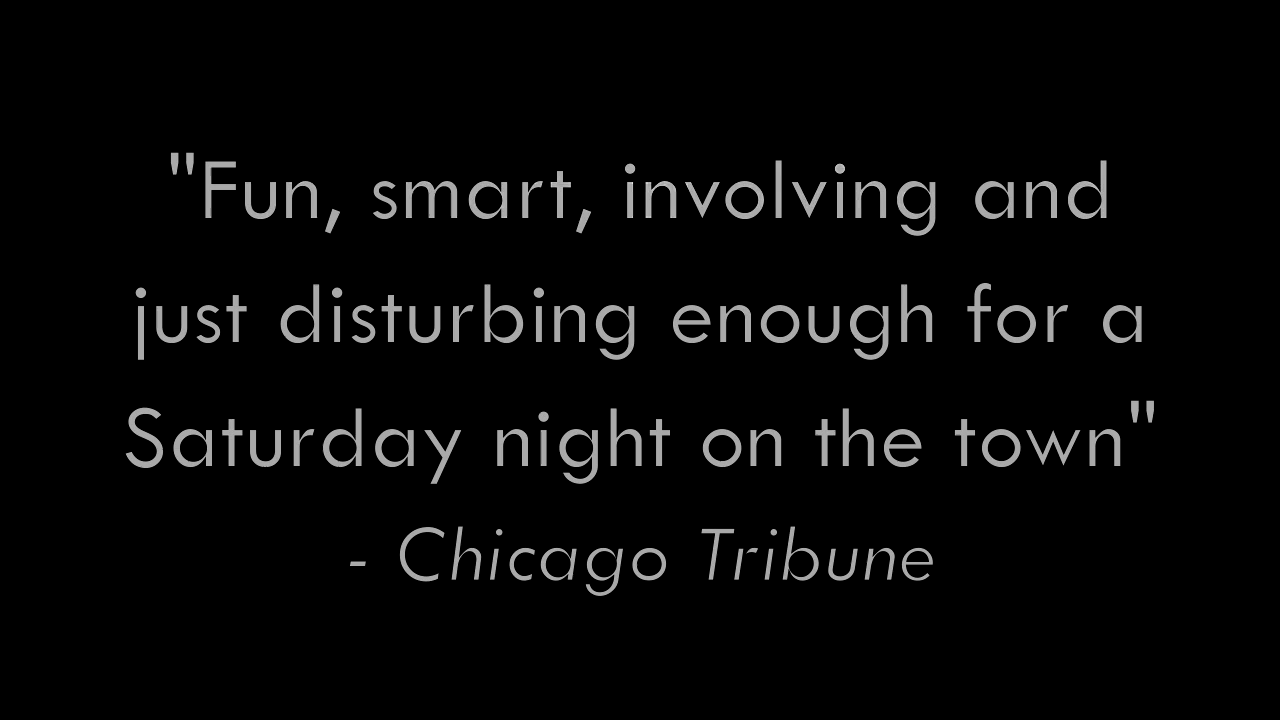 "Fun, smart, involving and
just disturbing enough for a
Saturday night on the town"
- Chicago Tribune